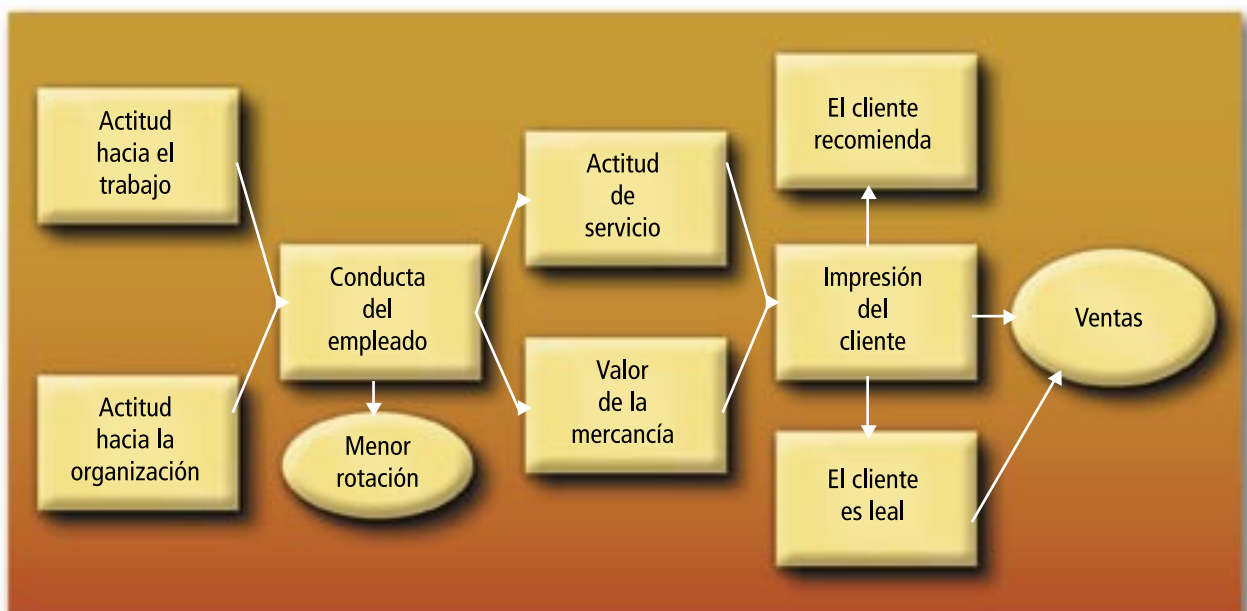 Actitud
hacia el
trabajo
Actitud
hacia la
organización
Conducta
del
empleado
Menor
rotación
Actitud
de
servicio
Valor
de la
mercancía
El cliente
recomienda
Impresión
del
cliente
El cliente
es leal
Ventas